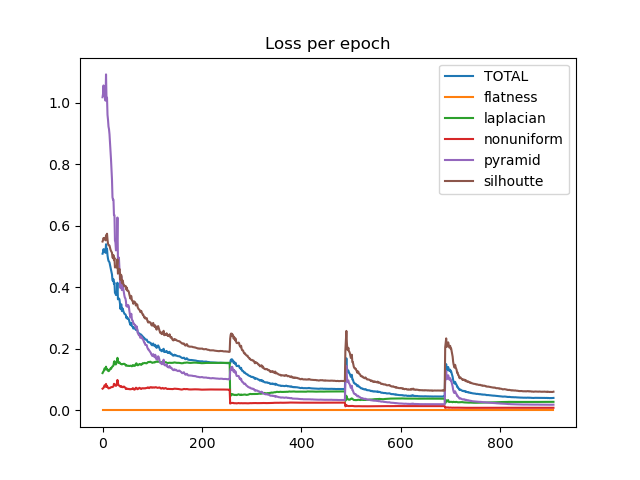 Loss per epoch
TOTAL
flatness
laplacian
nonuniform
pyramid
silhoutte
1.0
0.8
0.6
0.4
0.2
0.0
0
200
400
600
800